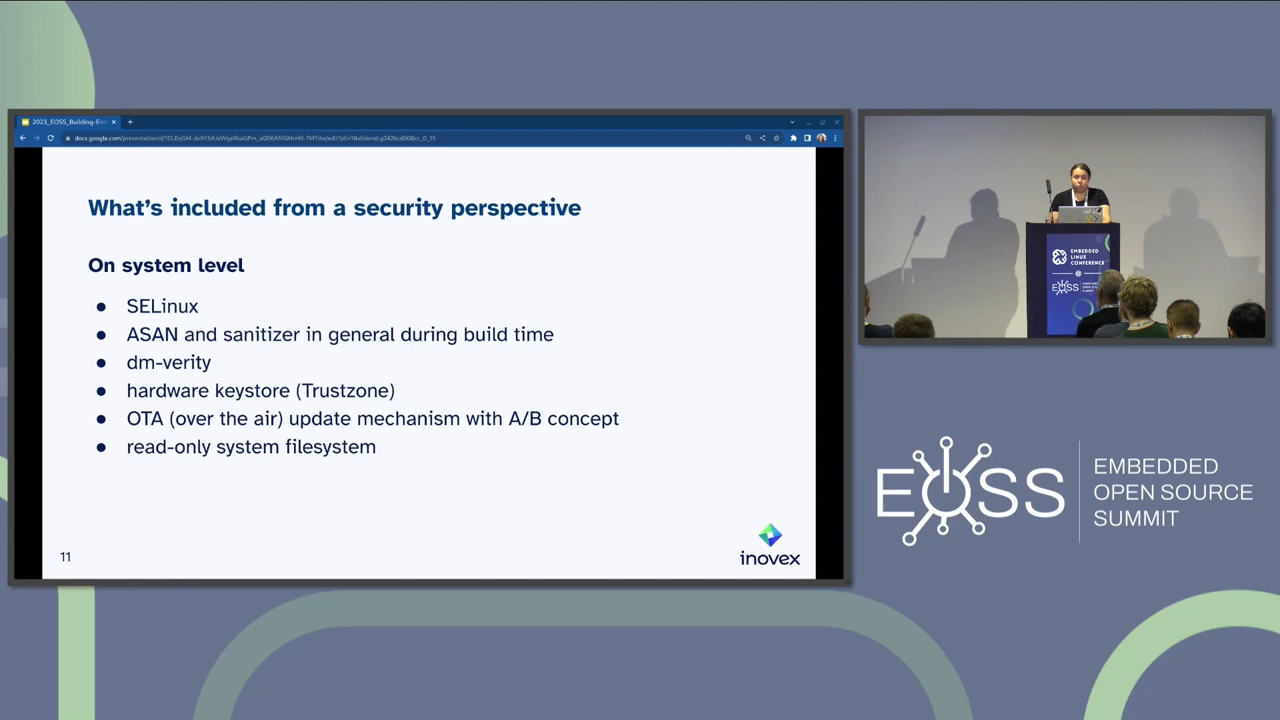 2023_EOSS_Building-Em
What's included from a security perspective
On system level
SELinux
ASAN and sanitizer in general during build time
dm-verity
hardware keystore (Trustzone)
OTA (over the air) update mechanism with A/B concept
read-only system filesystem
11
inovex
EMBEDDED
LINUX
CONFERENCE
@
EOSS
EOSS
EMBEDDED
OPEN SOURCE
SUMMIT